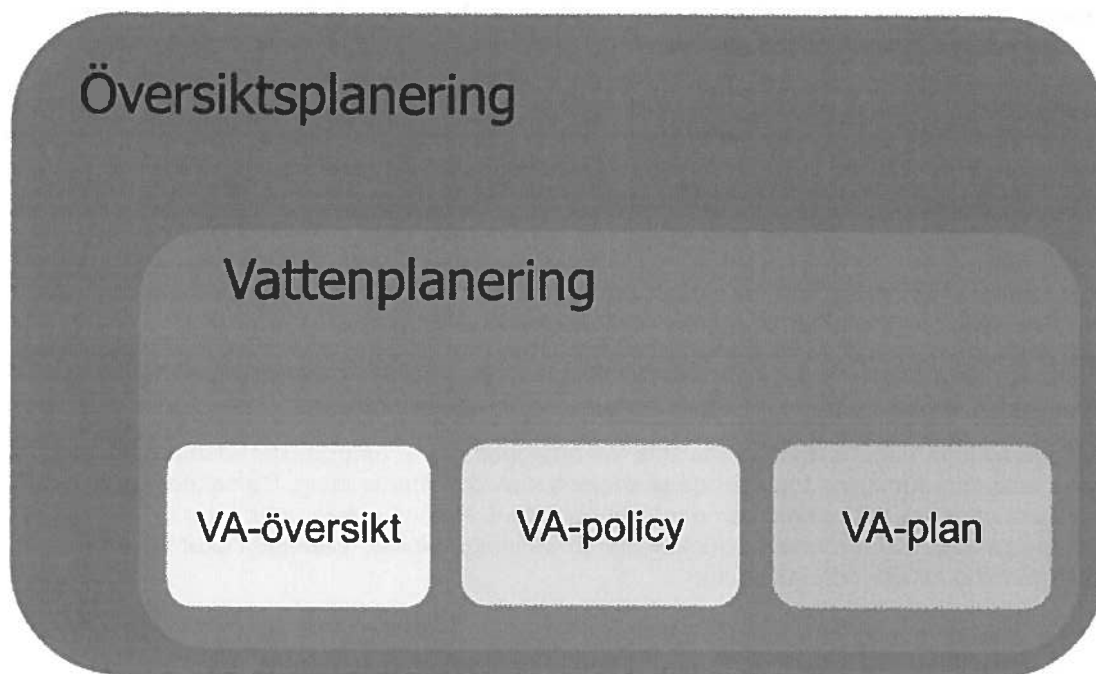 Översiktsplanering
Vattenplanering
VA-översikt
VA-policy
VA-plan